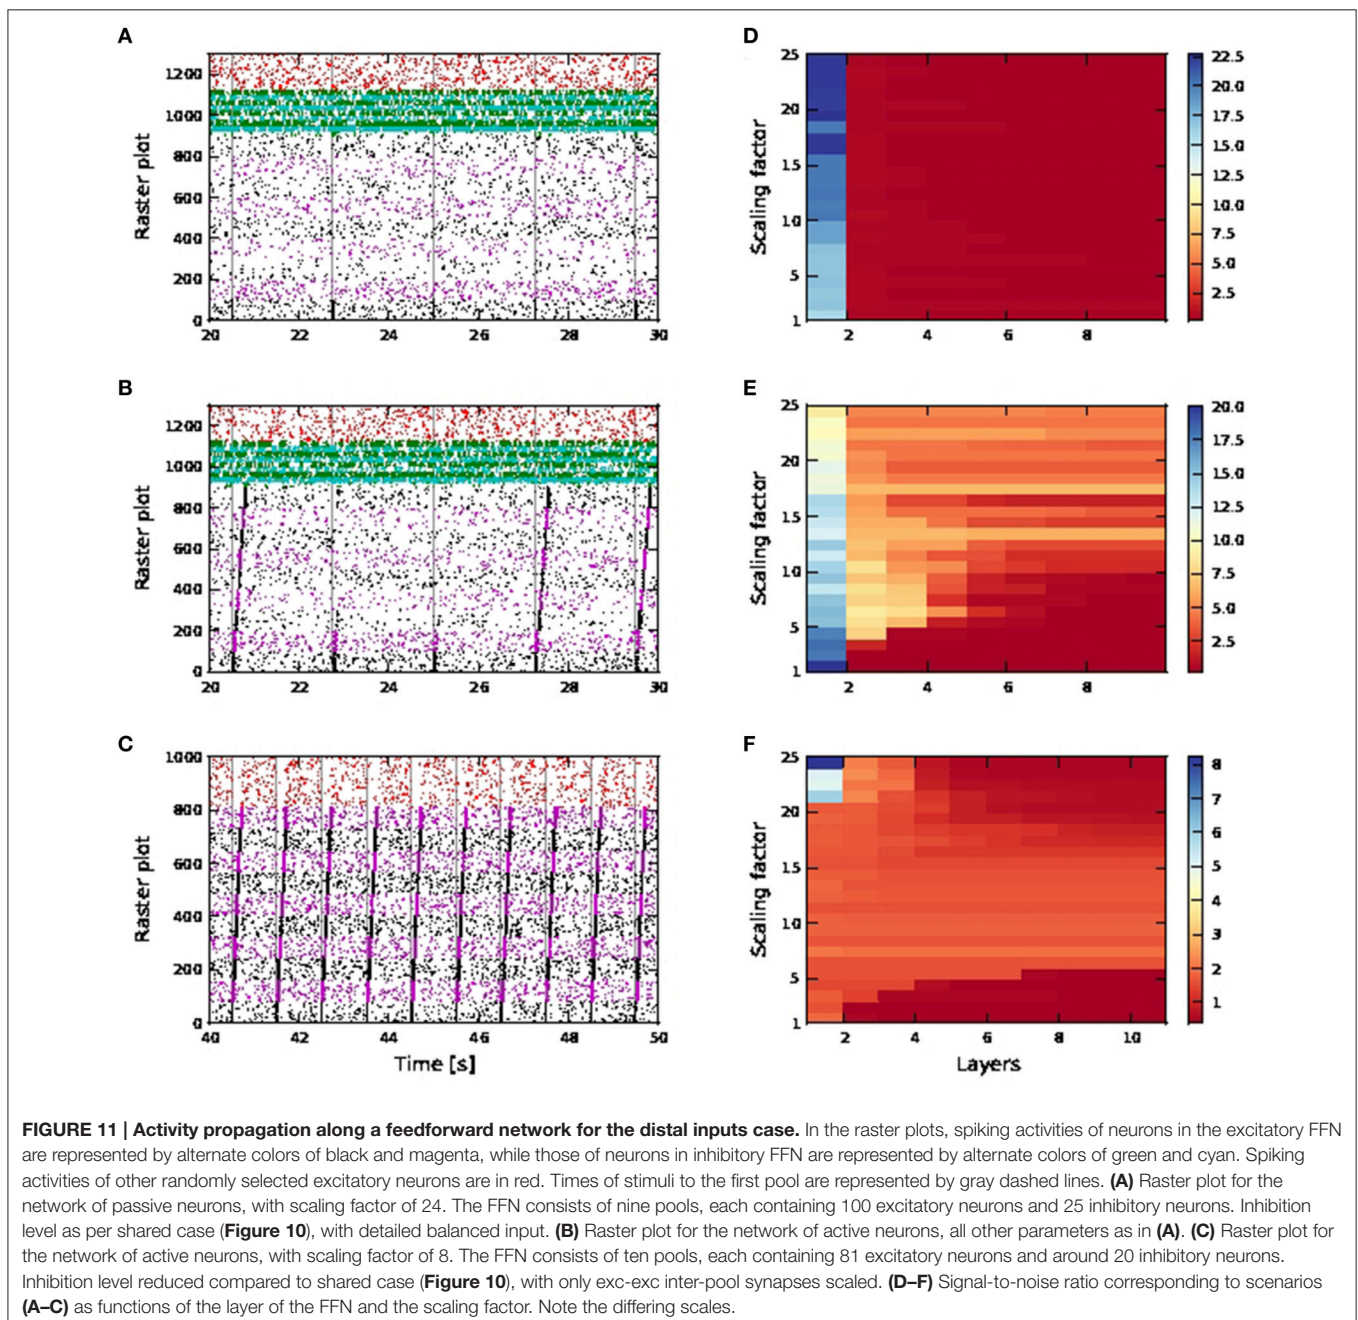 A
Raster plot
1200
1000
800
600
400
200
0
20 22 24 26 28 30
D
Scaling factor
25
20
15
10
5
1
2 4 6 8
22.5
20.0
17.5
15.0
12.5
10.0
7.5
5.0
2.5
B
Raster plot
1200
1000
800
600
400
200
0
20 22 24 26 28 30
E
Scaling factor
25
20
15
10
5
1
2 4 6 8
20.0
17.5
15.0
12.5
10.0
7.5
5.0
2.5
C
Raster plot
1000
800
600
400
200
0
40 42 44 46 48 50
Time [s]
F
Scaling factor
25
20
15
10
5
1
2 4 6 8 10
Layers
8
7
6
5
4
3
2
1
FIGURE 11 | Activity propagation along a feedforward network for the distal inputs case. In the raster plots, spiking activities of neurons in the excitatory FFN
are represented by alternate colors of black and magenta, while those of neurons in inhibitory FFN are represented by alternate colors of green and cyan. Spiking
activities of other randomly selected excitatory neurons are in red. Times of stimuli to the first pool are represented by gray dashed lines. (A) Raster plot for the
network of passive neurons, with scaling factor of 24. The FFN consists of nine pools, each containing 100 excitatory neurons and 25 inhibitory neurons. Inhibition
level as per shared case (Figure 10), with detailed balanced input. (B) Raster plot for the network of active neurons, all other parameters as in (A). (C) Raster plot for
the network of active neurons, with scaling factor of 8. The FFN consists of ten pools, each containing 81 excitatory neurons and around 20 inhibitory neurons.
Inhibition level reduced compared to shared case (Figure 10), with only exc-exc inter-pool synapses scaled. (D–F) Signal-to-noise ratio corresponding to scenarios
(A–C) as functions of the layer of the FFN and the scaling factor. Note the differing scales.